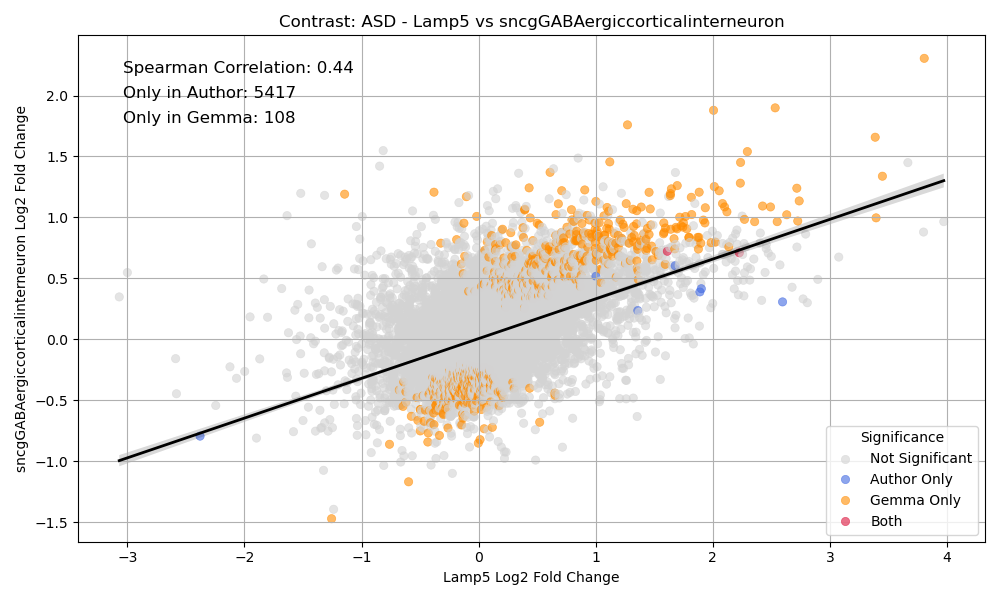 Contrast: ASD - Lamp5 vs sncgGABAergiccorticalinterneuron
sncgGABAergiccorticalinterneuron Log2 Fold Change
Spearman Correlation: 0.44
Only in Author: 5417
Only in Gemma: 108
2.0
1.5
1.0
0.5
0.0
−0.5
−1.0
−1.5
Significance
Not Significant
Author Only
Gemma Only
Both
−3 −2 −1 0 1 2 3 4
Lamp5 Log2 Fold Change